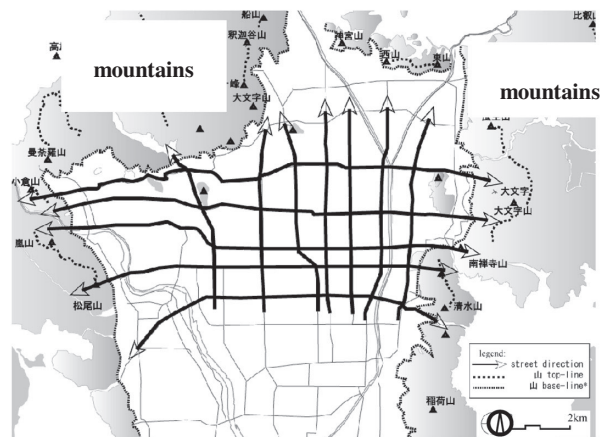 船山
釈迦谷山
神宮山
西山
東山
比叡山
mountains
大文字山
mountains
曼荼羅山
小倉山
大文字
大文字山
嵐山
南禅寺山
松尾山
清水山
稲荷山
legend:
street direction
山 top-line
山 base-line*
2km